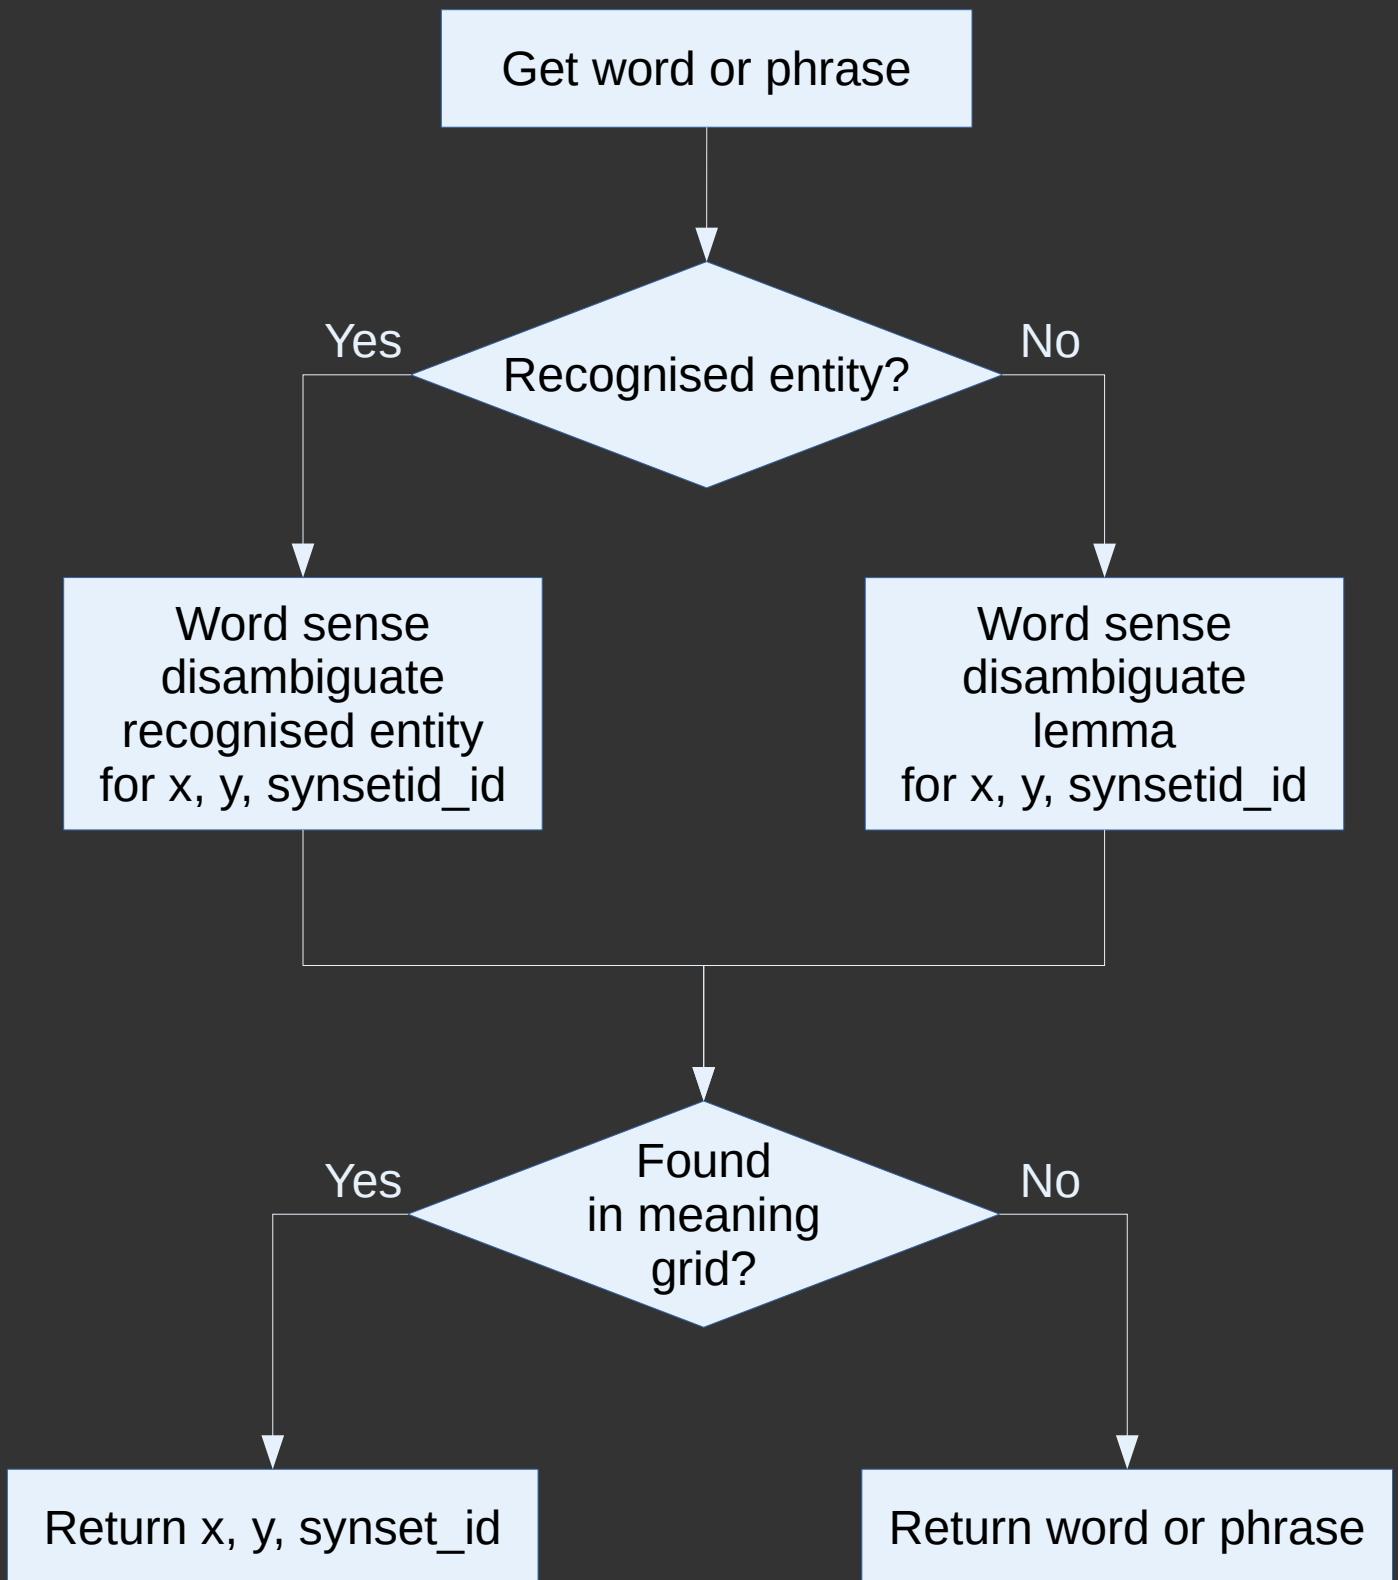 Get word or phrase
Yes
No
Recognised entity?
Word sense
disambiguate
recognised entity
for x, y, synsetid_id
Word sense
disambiguate
lemma
for x, y, synsetid_id
Yes
No
Found
in meaning
grid?
Return x, y, synset_id
Return word or phrase